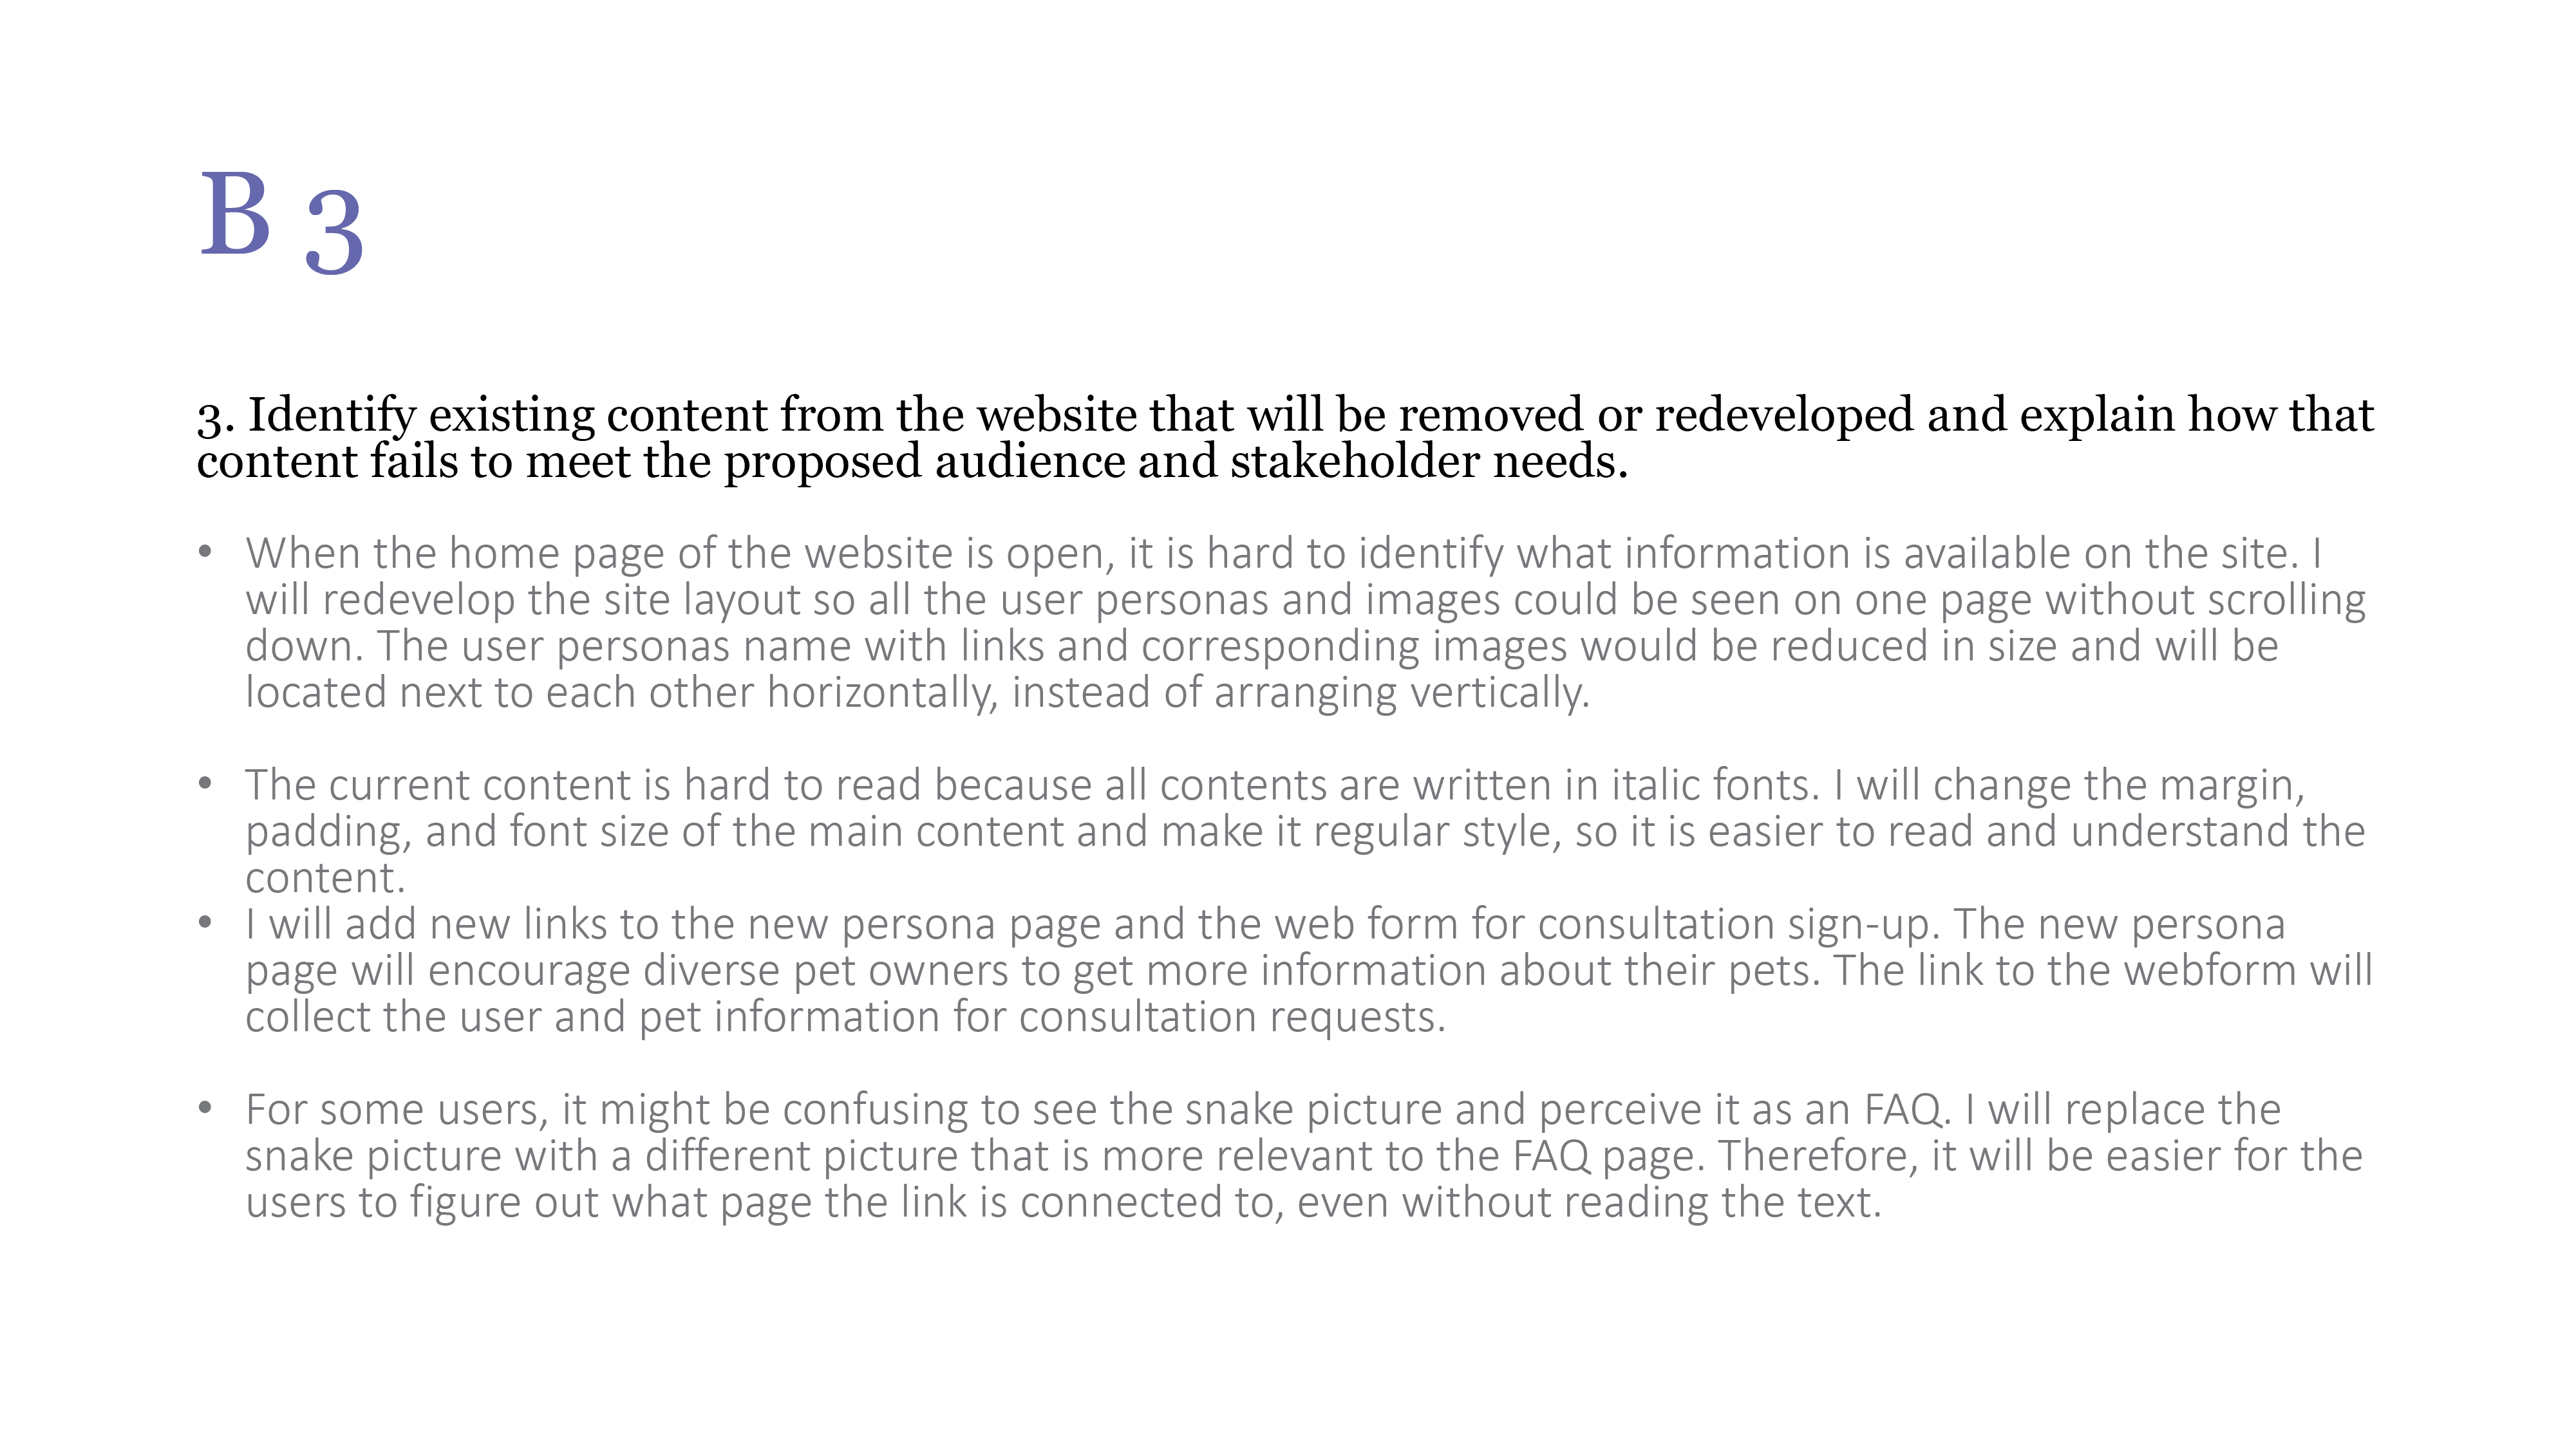 B 3
3. Identify existing content from the website that will be removed or redeveloped and explain how that
content fails to meet the proposed audience and stakeholder needs.
• When the home page of the website is open, it is hard to identify what information is available on the site. I
will redevelop the site layout so all the user personas and images could be seen on one page without scrolling
down. The user personas name with links and corresponding images would be reduced in size and will be
located next to each other horizontally, instead of arranging vertically.
• The current content is hard to read because all contents are written in italic fonts. I will change the margin,
padding, and font size of the main content and make it regular style, so it is easier to read and understand the
content.
• I will add new links to the new persona page and the web form for consultation sign-up. The new persona
page will encourage diverse pet owners to get more information about their pets. The link to the webform will
collect the user and pet information for consultation requests.
• For some users, it might be confusing to see the snake picture and perceive it as an FAQ. I will replace the
snake picture with a different picture that is more relevant to the FAQ page. Therefore, it will be easier for the
users to figure out what page the link is connected to, even without reading the text.